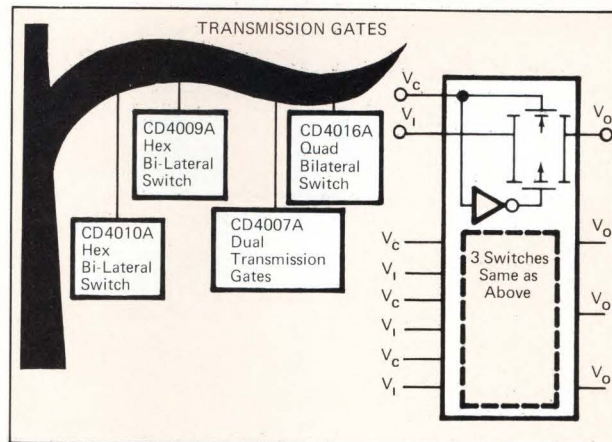 TRANSMISSION GATES
CD4009A
Hex
Bi-Lateral
Switch
CD4016A
Quad
Bilateral
Switch
CD4010A
Hex
Bi-Lateral
Switch
CD4007A
Dual
Transmission
Gates
VC
VI
VO
VC
VI
VC
VI
VC
VI
3 Switches
Same as
Above
VO
VO
VO